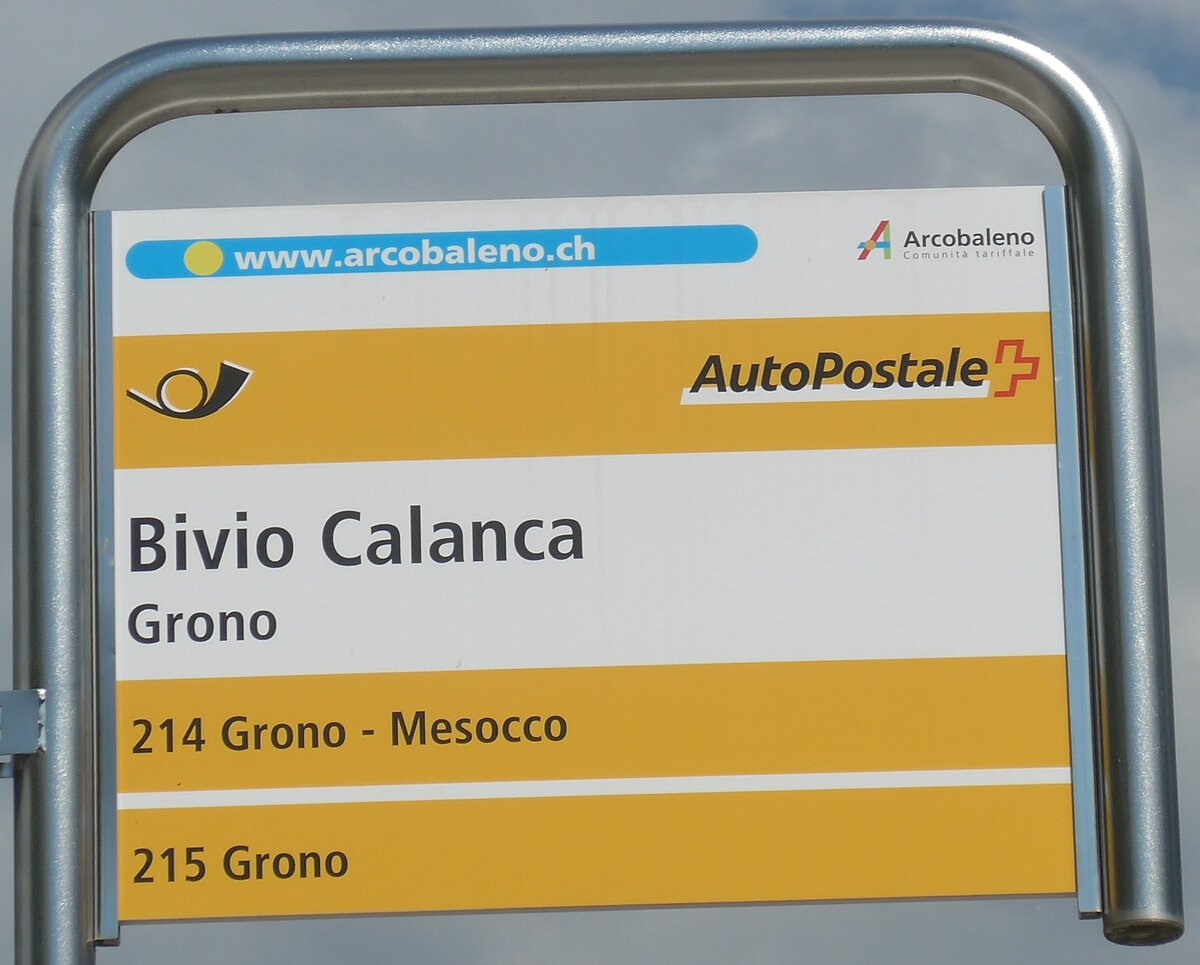 www.arcobaleno.ch
Arcobaleno
Comunità tariffale
AutoPostale
Bivio Calanca
Grono
214 Grono - Mesocco
215 Grono